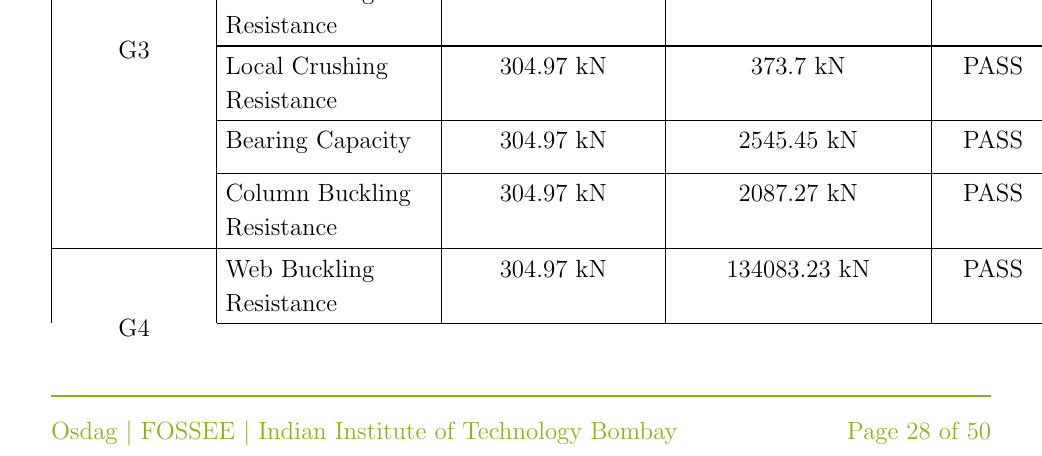 Resistance
G3
Local Crushing 304.97 kN 373.7 kN PASS
Resistance
Bearing Capacity 304.97 kN 2545.45 kN PASS
Column Buckling 304.97 kN 2087.27 kN PASS
Resistance
Web Buckling 304.97 kN 134083.23 kN PASS
Resistance
G4
Osdag | FOSSEE | Indian Institute of Technology Bombay Page 28 of 50